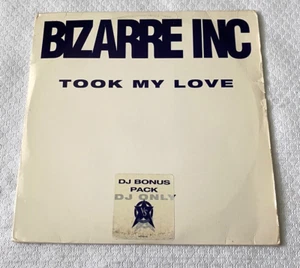 BIZARRE INC
TOOK MY LOVE
DJ BONUS
PACK
DJ ONLY